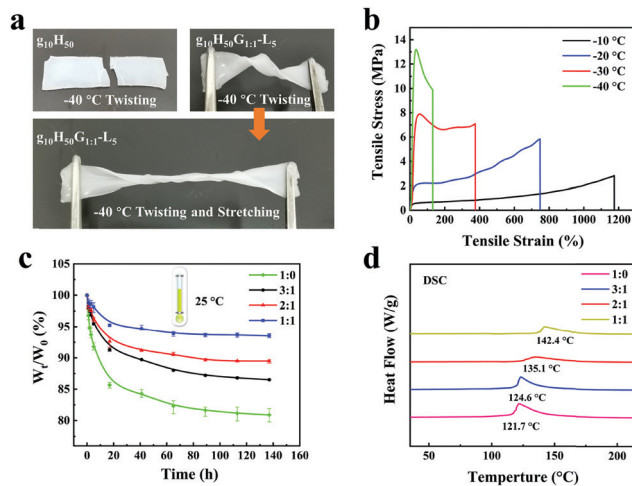 a
g₁₀H₅₀
-40 °C Twisting
g₁₀H₅₀G₁:₁-L₅
-40 °C Twisting
g₁₀H₅₀G₁:₁-L₅
-40 °C Twisting and Stretching
b
Tensile Stress (MPa)
14
12
10
8
6
4
2
0
-10 °C
-20 °C
-30 °C
-40 °C
0 200 400 600 800 1000 1200
Tensile Strain (%)
c
Wₜ/W₀ (%)
105
100
95
90
85
80
25 °C
1:0
3:1
2:1
1:1
0 20 40 60 80 100 120 140
Time (h)
d
Heat Flow (W/g)
DSC
1:0
3:1
2:1
1:1
142.4 °C
135.1 °C
124.6 °C
121.7 °C
50 100 150 200
Temperture (°C)